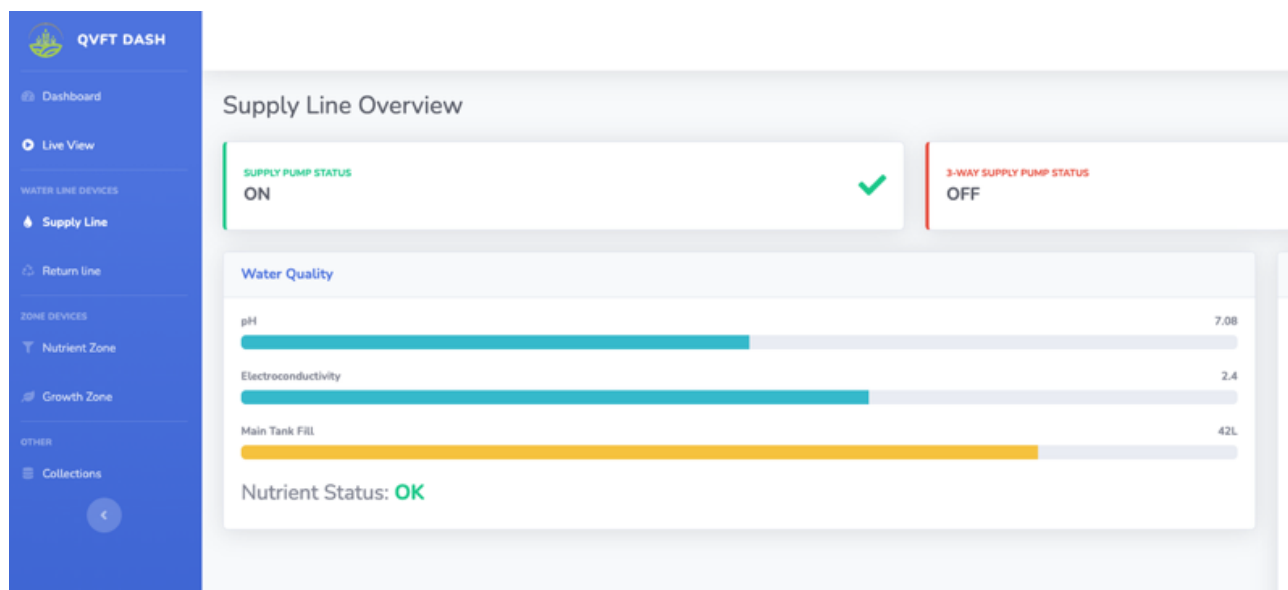 QVFT DASH
Dashboard
Live View
WATER LINE DEVICES
Supply Line
Return line
ZONE DEVICES
Nutrient Zone
Growth Zone
OTHER
Collections
Supply Line Overview
SUPPLY PUMP STATUS
ON
3-WAY SUPPLY PUMP STATUS
OFF
Water Quality
pH 7.08
Electroconductivity 2.4
Main Tank Fill 42L
Nutrient Status: OK